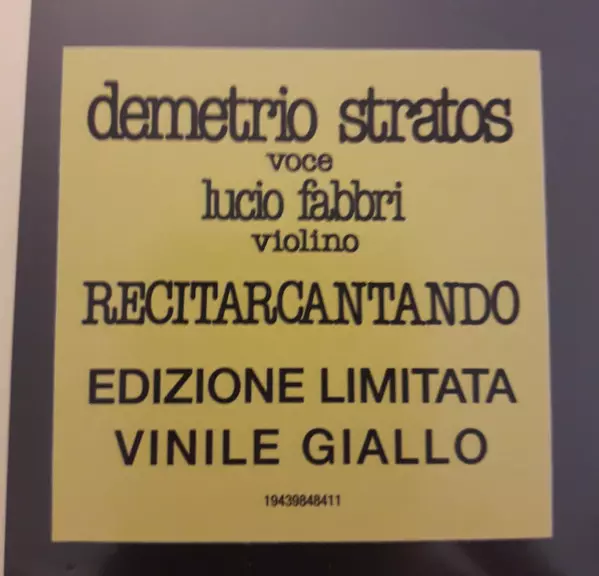 demetrio stratos
voce
lucio fabbri
violino
RECITARCANTANDO
EDIZIONE LIMITATA
VINILE GIALLO
19439848411